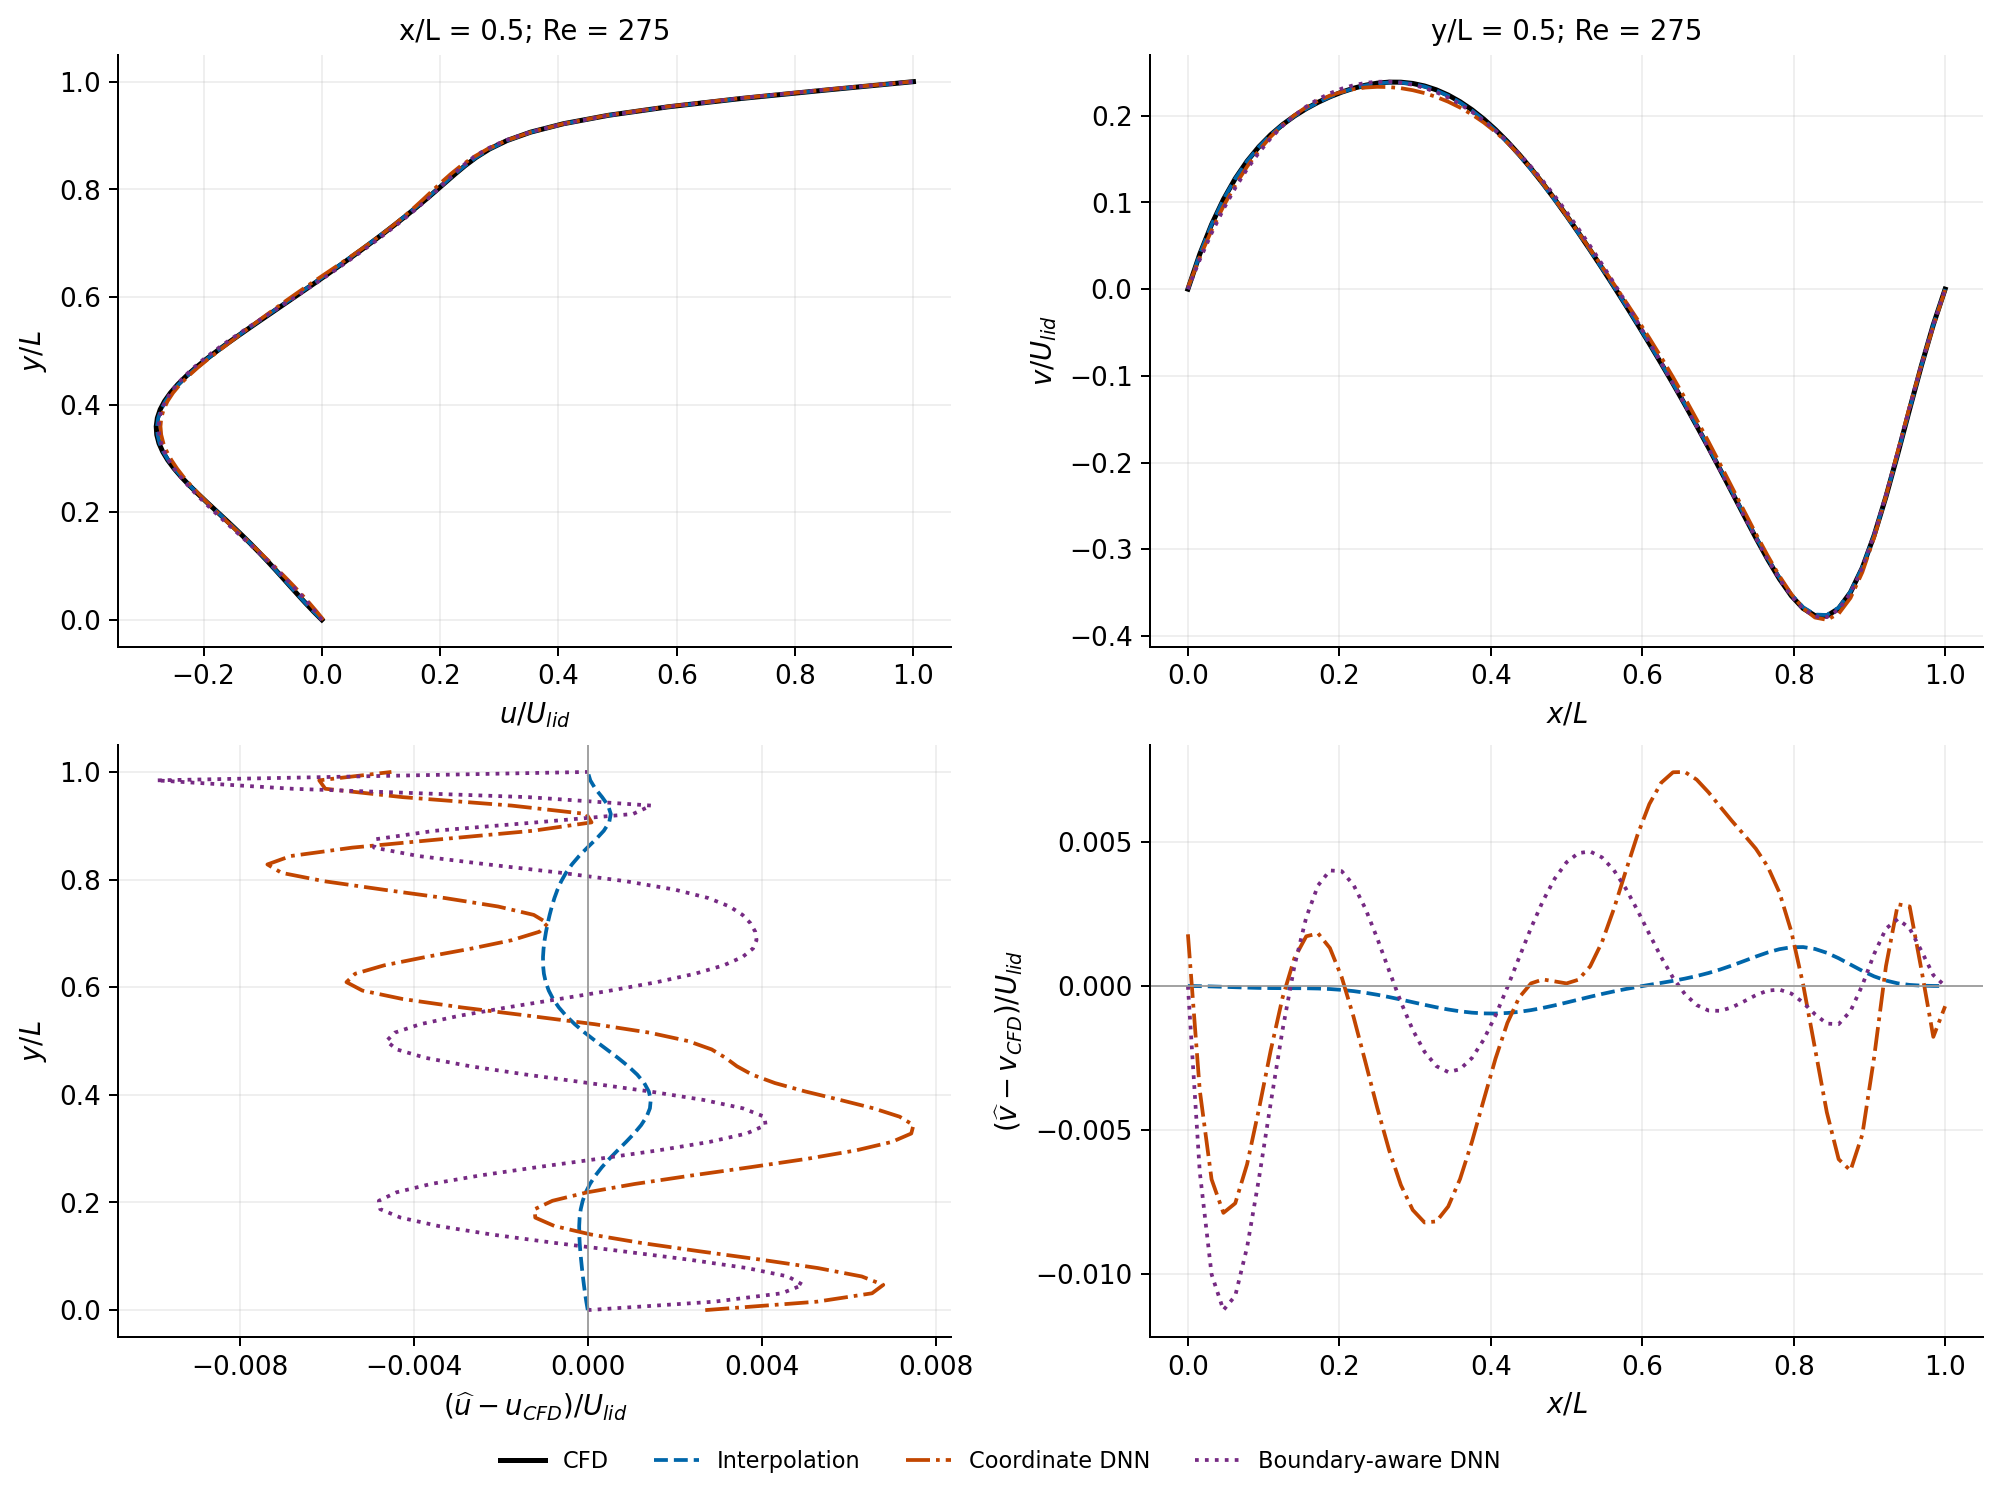 x/L = 0.5; Re = 275
1.0
0.8
0.6
0.4
0.2
0.0
y/L
−0.2 0.0 0.2 0.4 0.6 0.8 1.0
u/U_lid
y/L = 0.5; Re = 275
0.2
0.1
0.0
−0.1
−0.2
−0.3
−0.4
v/U_lid
0.0 0.2 0.4 0.6 0.8 1.0
x/L
1.0
0.8
0.6
0.4
0.2
0.0
y/L
−0.008 −0.004 0.000 0.004 0.008
(û − u_CFD)/U_lid
0.005
0.000
−0.005
−0.010
(v̂ − v_CFD)/U_lid
0.0 0.2 0.4 0.6 0.8 1.0
x/L
CFD Interpolation Coordinate DNN Boundary-aware DNN